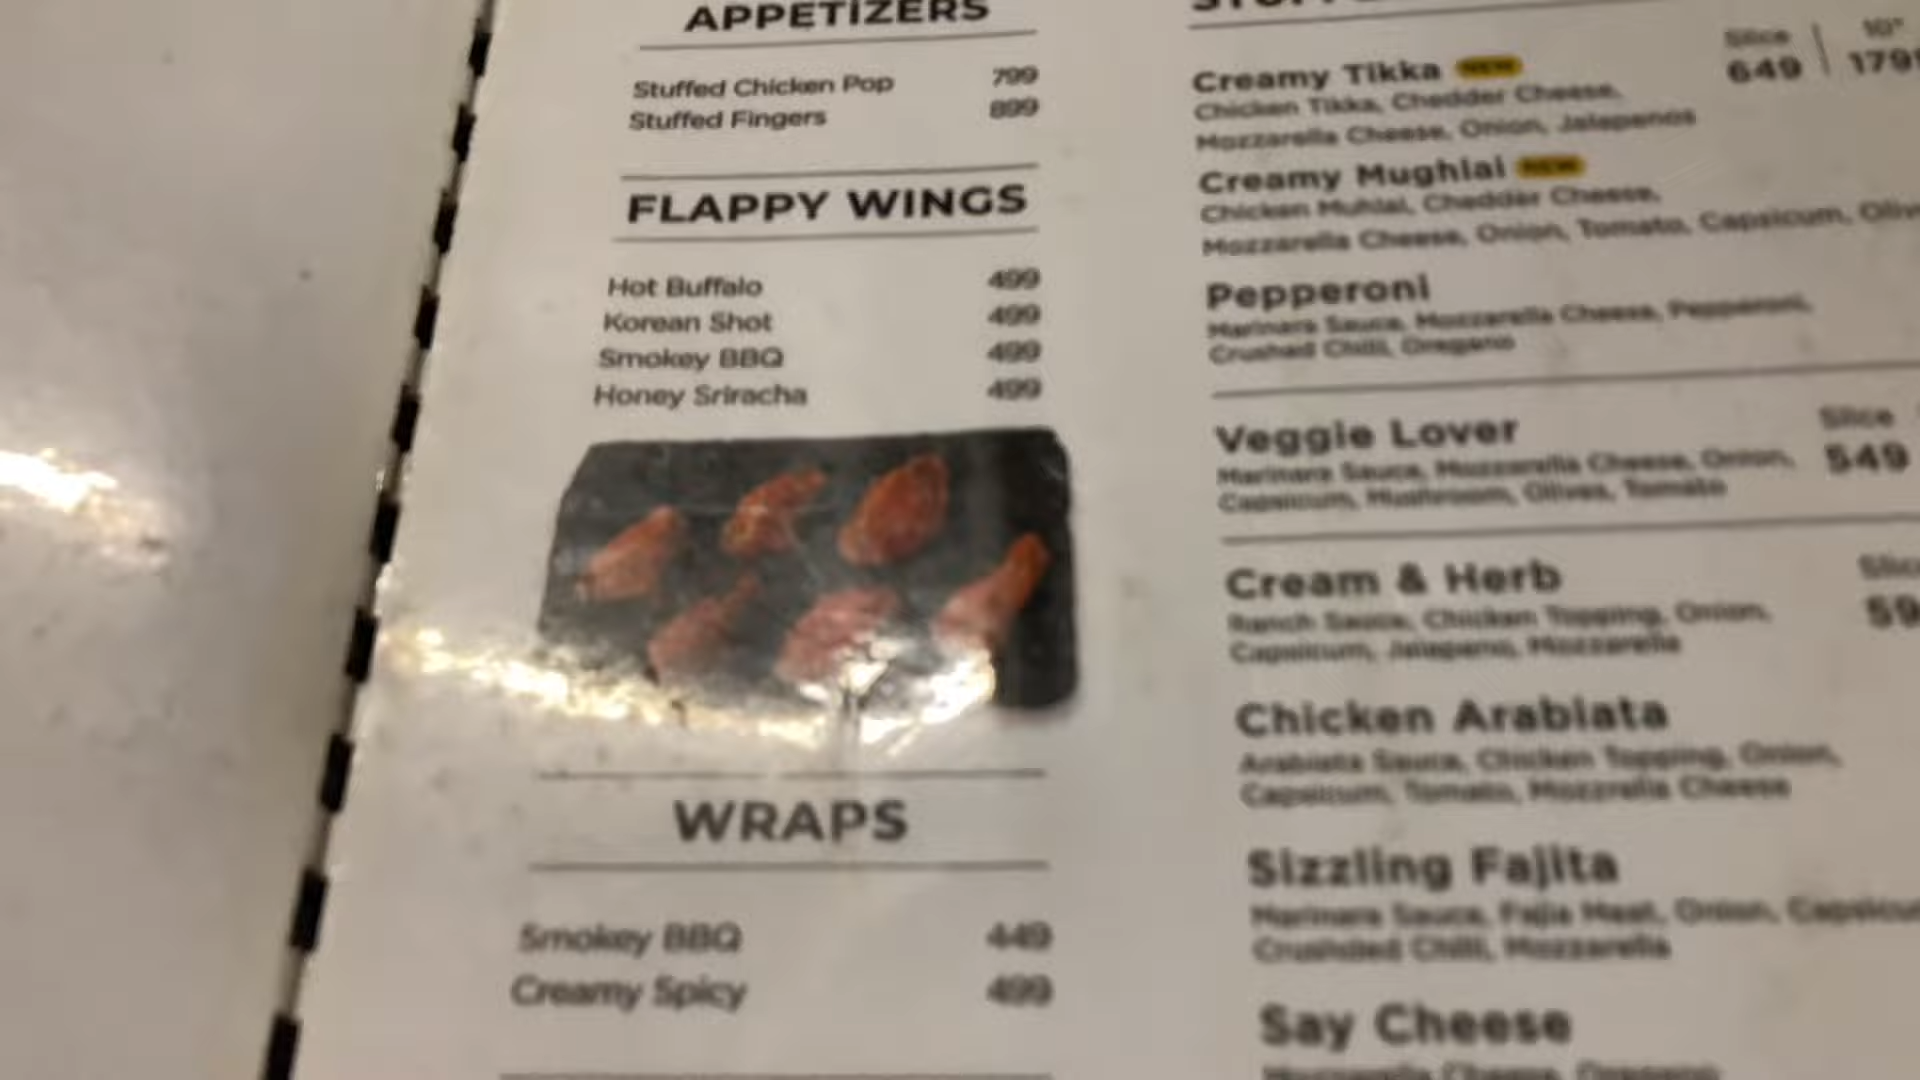 APPETIZERS
Stuffed Chicken Pop 799
Stuffed Fingers 899
FLAPPY WINGS
Hot Buffalo 499
Korean Shot 499
Smokey BBQ 499
Honey Sriracha 499
WRAPS
Smokey BBQ 449
Creamy Spicy 499
Slice 10"
Creamy Tikka NEW 649
Chicken Tikka, Chedder Cheese,
Mozzarella Cheese, Onion, Jalapenos
Creamy Mughlai NEW
Chicken Muhlai, Cheddar Cheese,
Mozzarella Cheese, Onion, Tomato, Capsicum,
Pepperoni
Marinara Sauce, Mozzarella Cheese, Pepperoni,
Crushed Chilli, Oregano
Slice
Veggie Lover 549
Marinara Sauce, Mozzarella Cheese, Onion,
Capsicum, Mushroom, Olives, Tomato
Cream & Herb
Ranch Sauce, Chicken Topping, Onion,
Capsicum, Jalapeno, Mozzarella
Chicken Arabiata
Arabiata Sauce, Chicken Topping, Onion,
Capsicum, Tomato, Mozzrella Cheese
Sizzling Fajita
Marinara Sauce, Fajia Meat, Onion,
Crushded Chilli, Mozzarella
Say Cheese